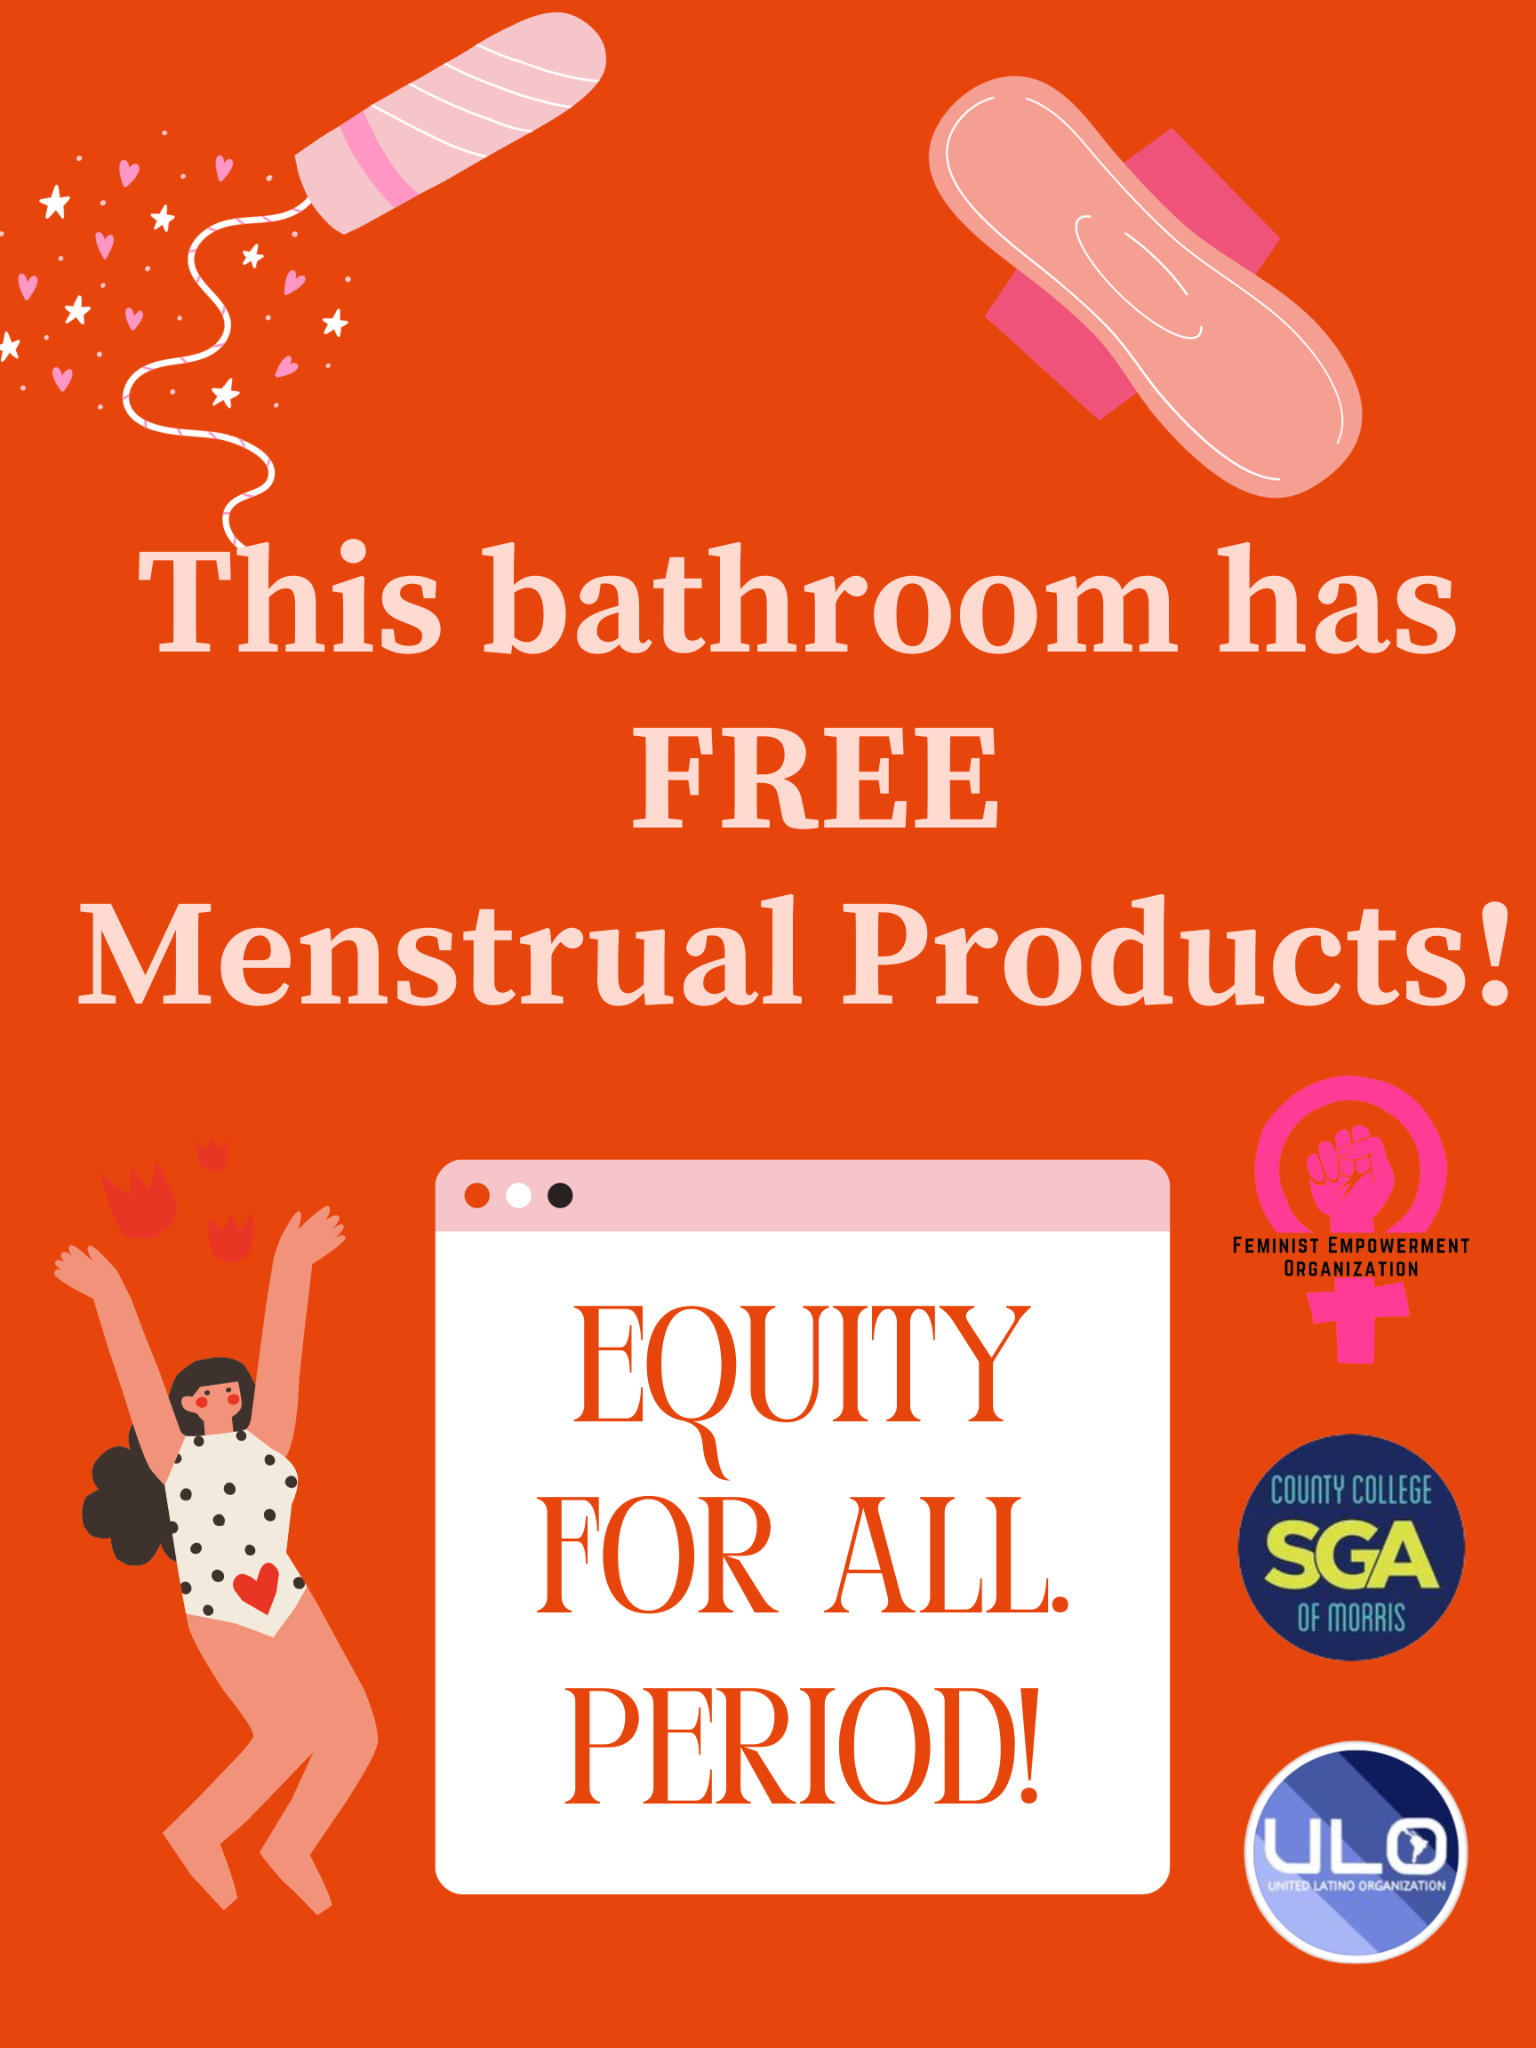 This bathroom has
FREE
Menstrual Products!
EQUITY
FOR ALL.
PERIOD!
FEMINIST EMPOWERMENT
ORGANIZATION
COUNTY COLLEGE
SGA
OF MORRIS
ULO
UNITED LATINO ORGANIZATION